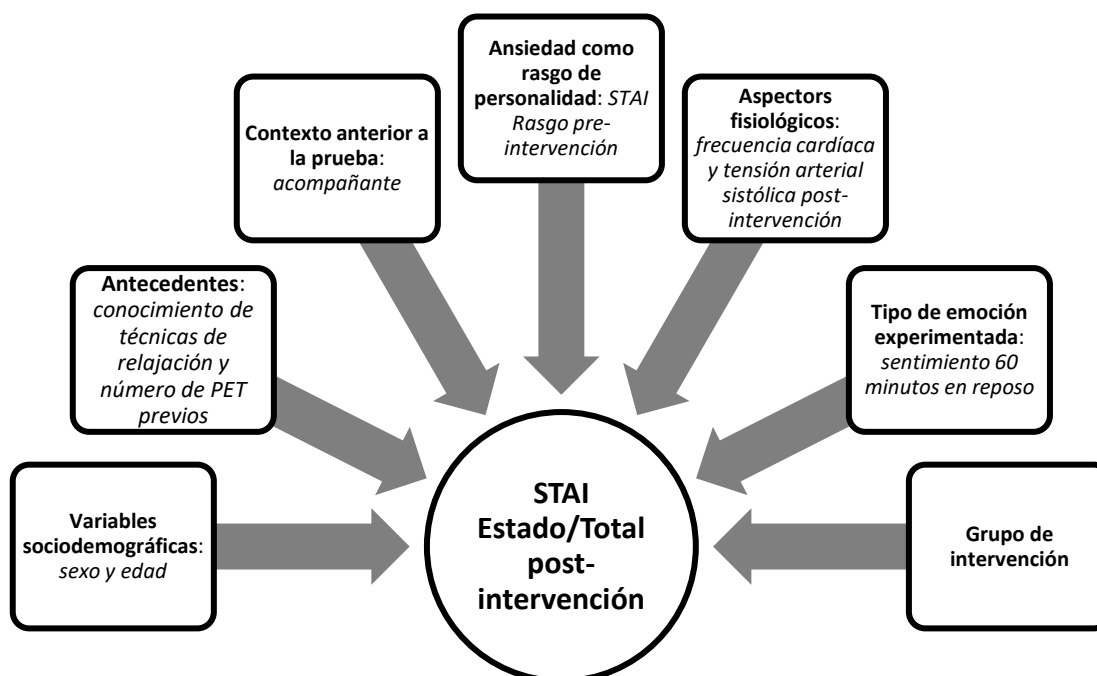 Ansiedad como
rasgo de
personalidad: STAI
Rasgo pre-
intervención
Contexto anterior a
la prueba:
acompañante
Aspectors
fisiológicos:
frecuencia cardíaca
y tensión arterial
sistólica post-
intervención
Antecedentes:
conocimiento de
técnicas de
relajación y
número de PET
previos
Tipo de emoción
experimentada:
sentimiento 60
minutos en reposo
Variables
sociodemográficas:
sexo y edad
STAI
Estado/Total
post-
intervención
Grupo de
intervención